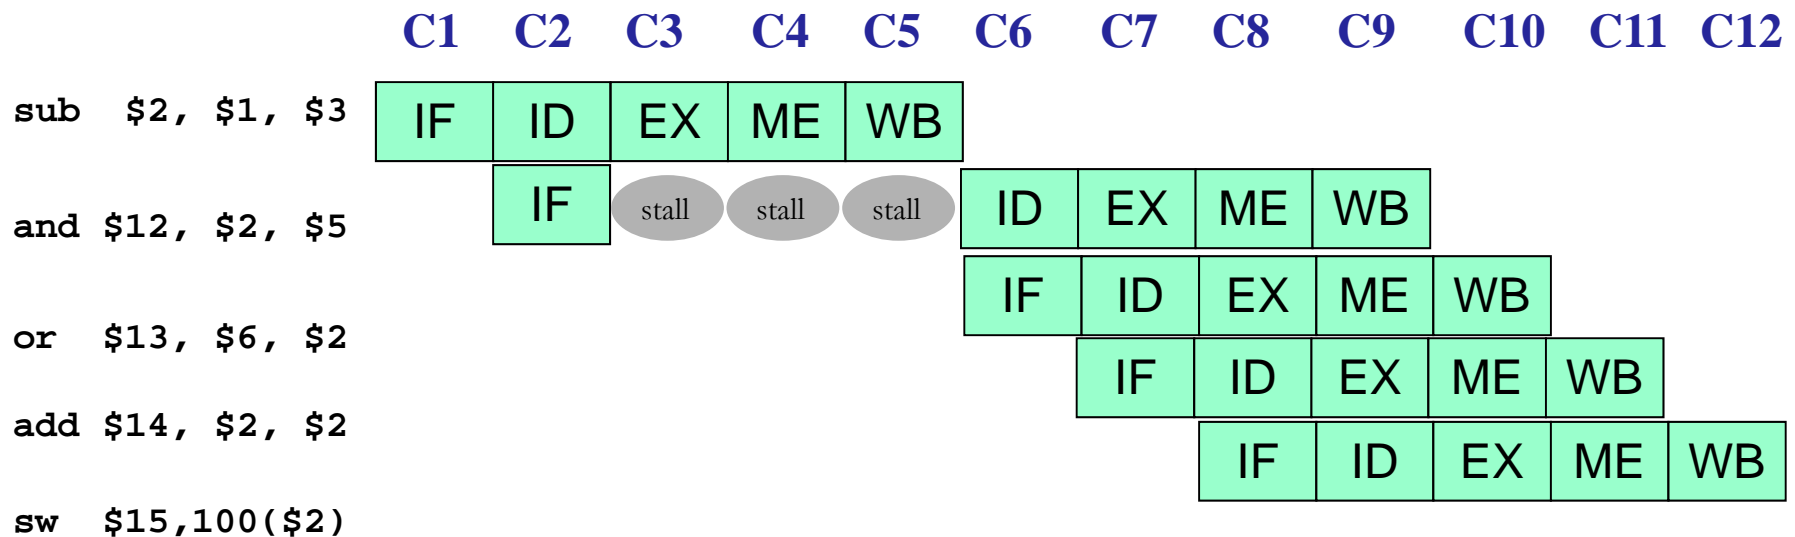 C1 C2 C3 C4 C5 C6 C7 C8 C9 C10 C11 C12
sub $2, $1, $3 IF ID EX ME WB
and $12, $2, $5 IF stall stall stall ID EX ME WB
or $13, $6, $2 IF ID EX ME WB
add $14, $2, $2 IF ID EX ME WB
sw $15,100($2) IF ID EX ME WB